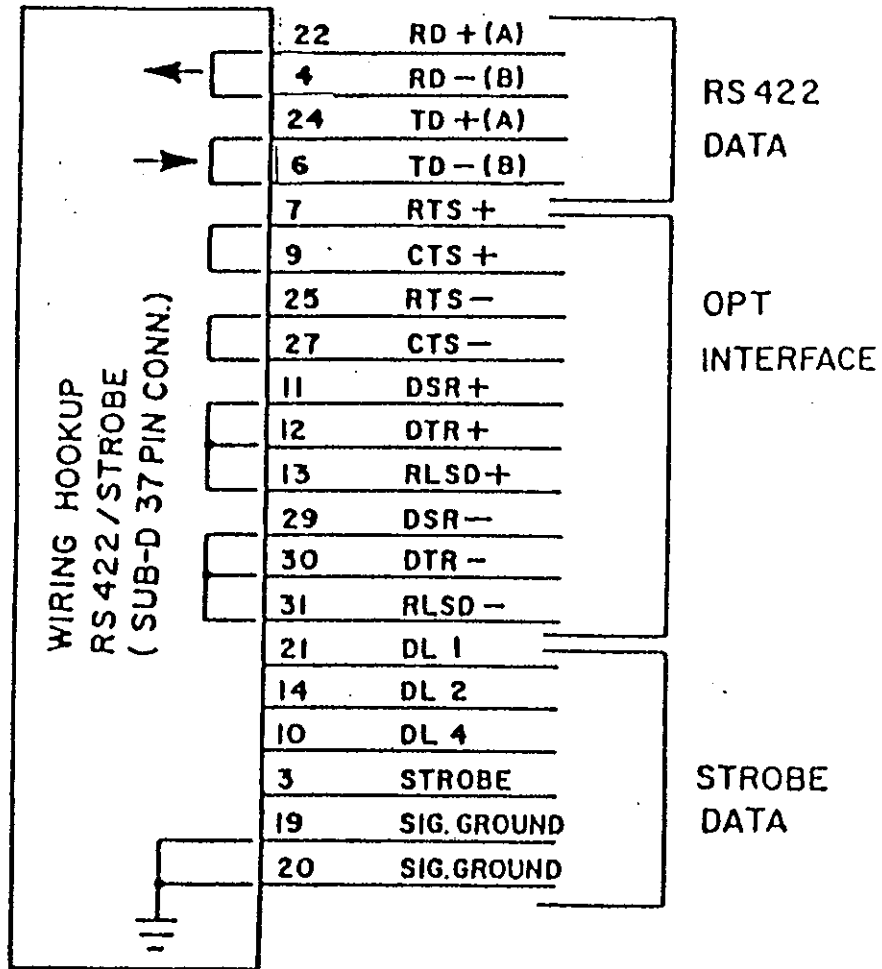 22 RD + (A)
4 RD – (B)
24 TD + (A)
6 TD – (B)
7 RTS +
9 CTS +
25 RTS –
27 CTS –
11 DSR +
12 DTR +
13 RLSD +
29 DSR –
30 DTR –
31 RLSD –
21 DL 1
14 DL 2
10 DL 4
3 STROBE
19 SIG. GROUND
20 SIG. GROUND
RS 422
DATA
OPT
INTERFACE
STROBE
DATA
WIRING HOOKUP
RS 422 / STROBE
( SUB-D 37 PIN CONN.)